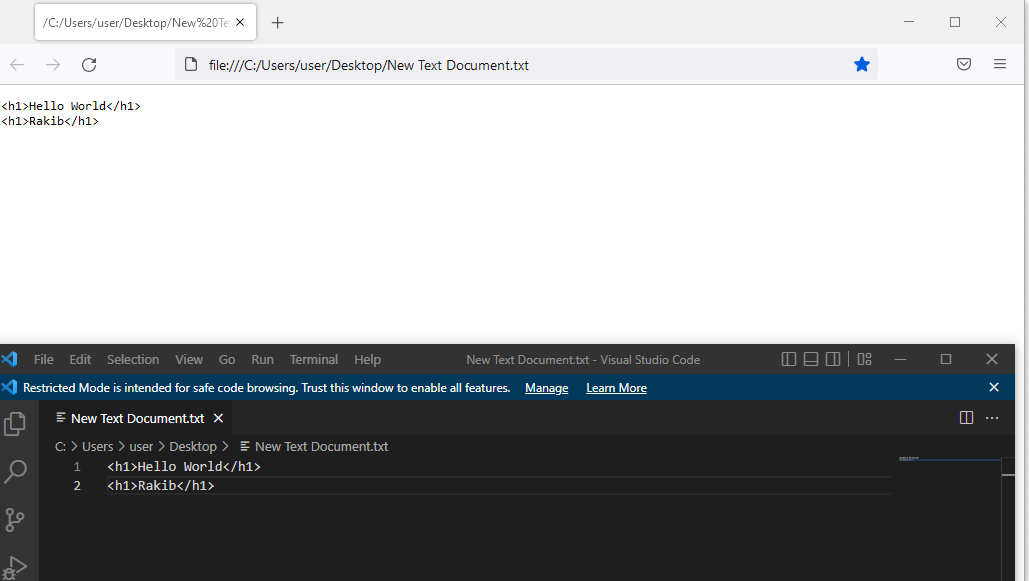 /C:/Users/user/Desktop/New%20Te
file:///C:/Users/user/Desktop/New Text Document.txt
<h1>Hello World</h1>
<h1>Rakib</h1>
File Edit Selection View Go Run Terminal Help New Text Document.txt - Visual Studio Code
Restricted Mode is intended for safe code browsing. Trust this window to enable all features. Manage Learn More
New Text Document.txt
C: > Users > user > Desktop > New Text Document.txt
1 <h1>Hello World</h1>
2 <h1>Rakib</h1>